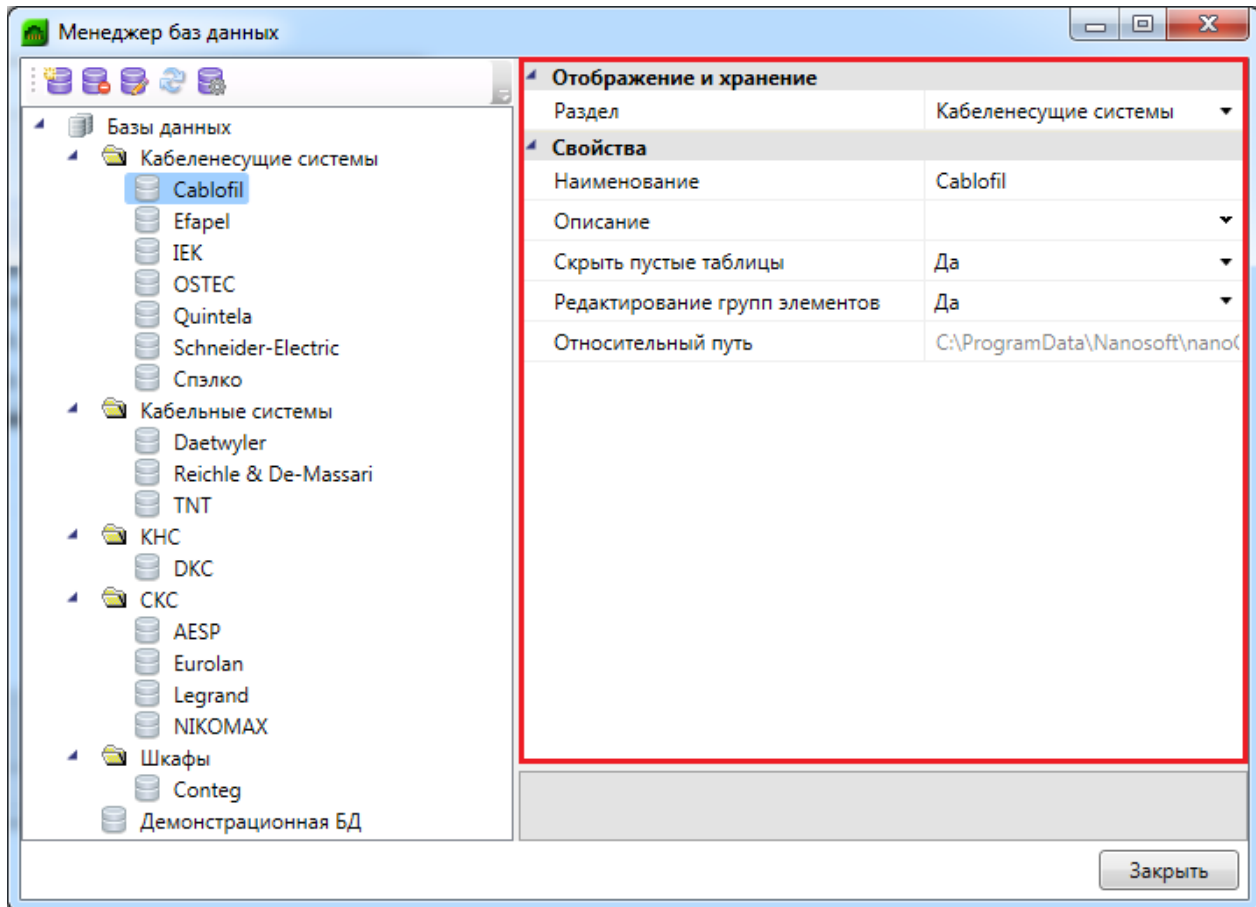 Менеджер баз данных
Базы данных
Кабеленесущие системы
Cablofil
Efapel
IEK
OSTEC
Quintela
Schneider-Electric
Спэлко
Кабельные системы
Daetwyler
Reichle & De-Massari
TNT
КНС
DKC
СКС
AESP
Eurolan
Legrand
NIKOMAX
Шкафы
Conteg
Демонстрационная БД
Отображение и хранение
Раздел Кабеленесущие системы
Свойства
Наименование Cablofil
Описание
Скрыть пустые таблицы Да
Редактирование групп элементов Да
Относительный путь C:\ProgramData\Nanosoft\nano
Закрыть